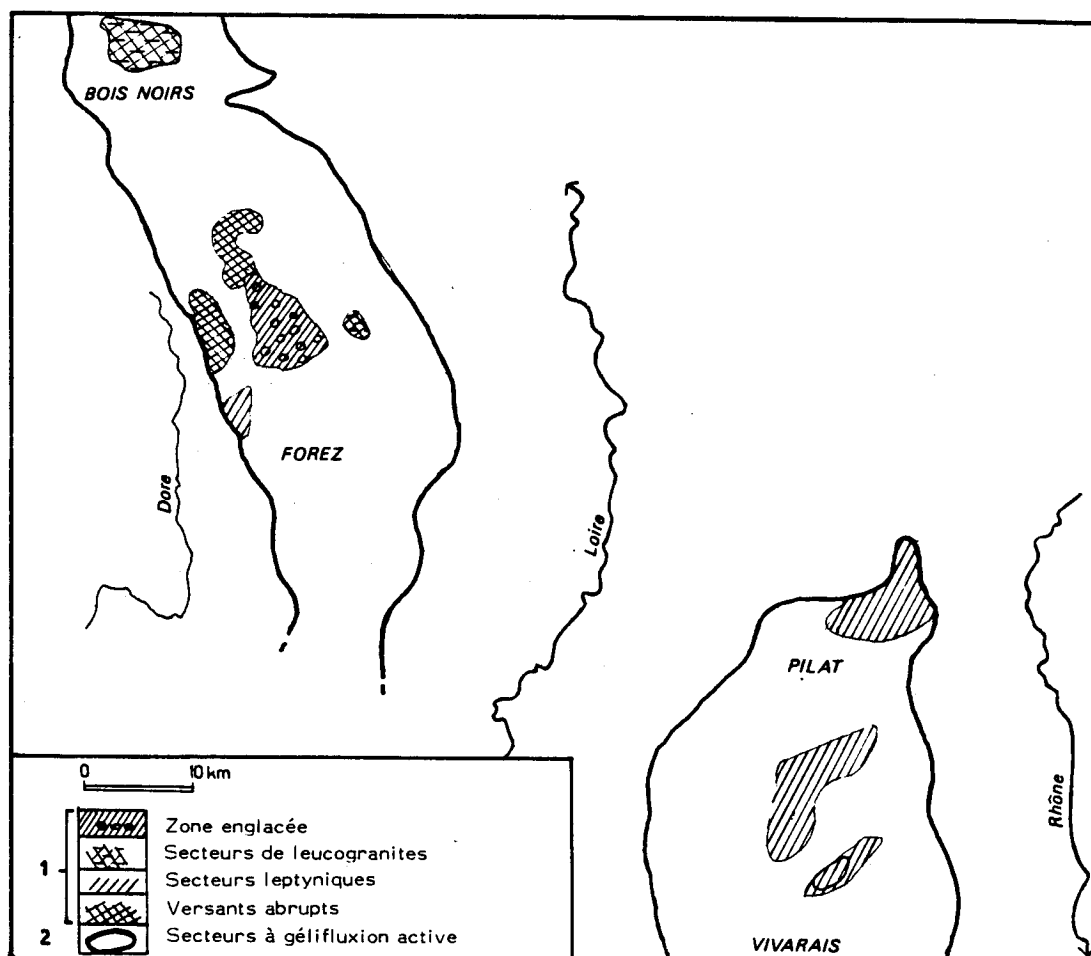 BOIS NOIRS
FOREZ
Dore
Loire
PILAT
Rhône
VIVARAIS
0 10 km
1
Zone englacée
Secteurs de leucogranites
Secteurs leptyniques
Versants abrupts
2
Secteurs à gélifluxion active